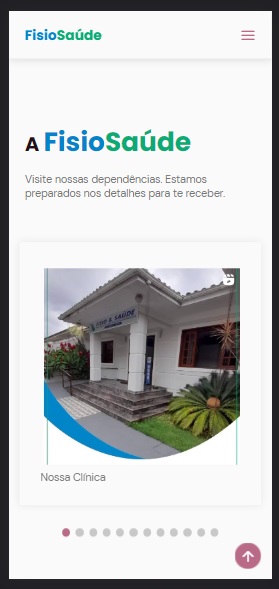 FisioSaúde
A FisioSaúde
Visite nossas dependências. Estamos
preparados nos detalhes para te receber.
Nossa Clínica